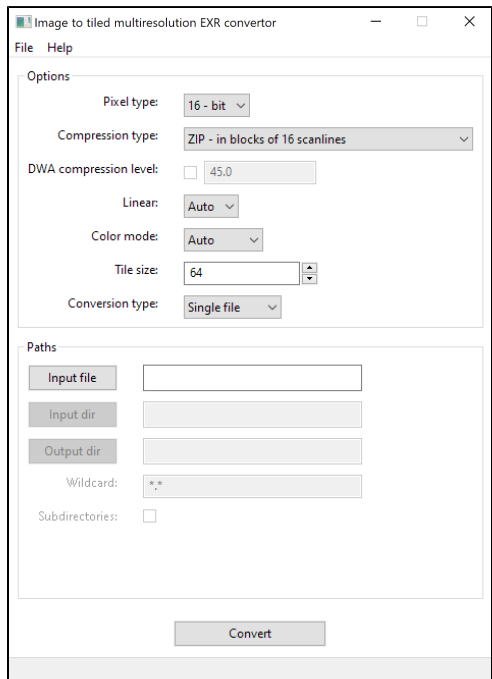 Image to tiled multiresolution EXR convertor
File Help
Options
Pixel type: 16 - bit
Compression type: ZIP - in blocks of 16 scanlines
DWA compression level: 45.0
Linear: Auto
Color mode: Auto
Tile size: 64
Conversion type: Single file
Paths
Input file
Input dir
Output dir
Wildcard: *.*
Subdirectories:
Convert